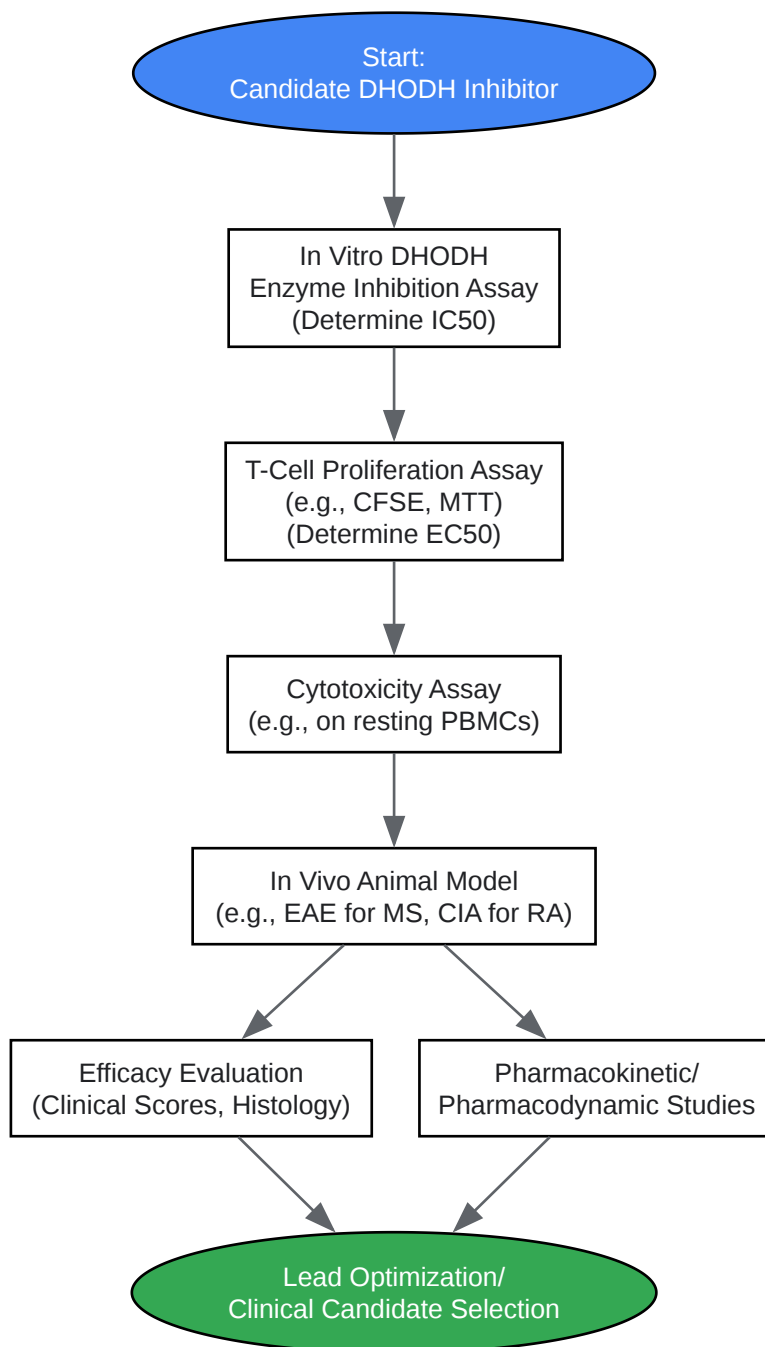 Start:
Candidate DHODH Inhibitor
In Vitro DHODH
Enzyme Inhibition Assay
(Determine IC50)
T-Cell Proliferation Assay
(e.g., CFSE, MTT)
(Determine EC50)
Cytotoxicity Assay
(e.g., on resting PBMCs)
In Vivo Animal Model
(e.g., EAE for MS, CIA for RA)
Efficacy Evaluation
(Clinical Scores, Histology)
Pharmacokinetic/
Pharmacodynamic Studies
Lead Optimization/
Clinical Candidate Selection